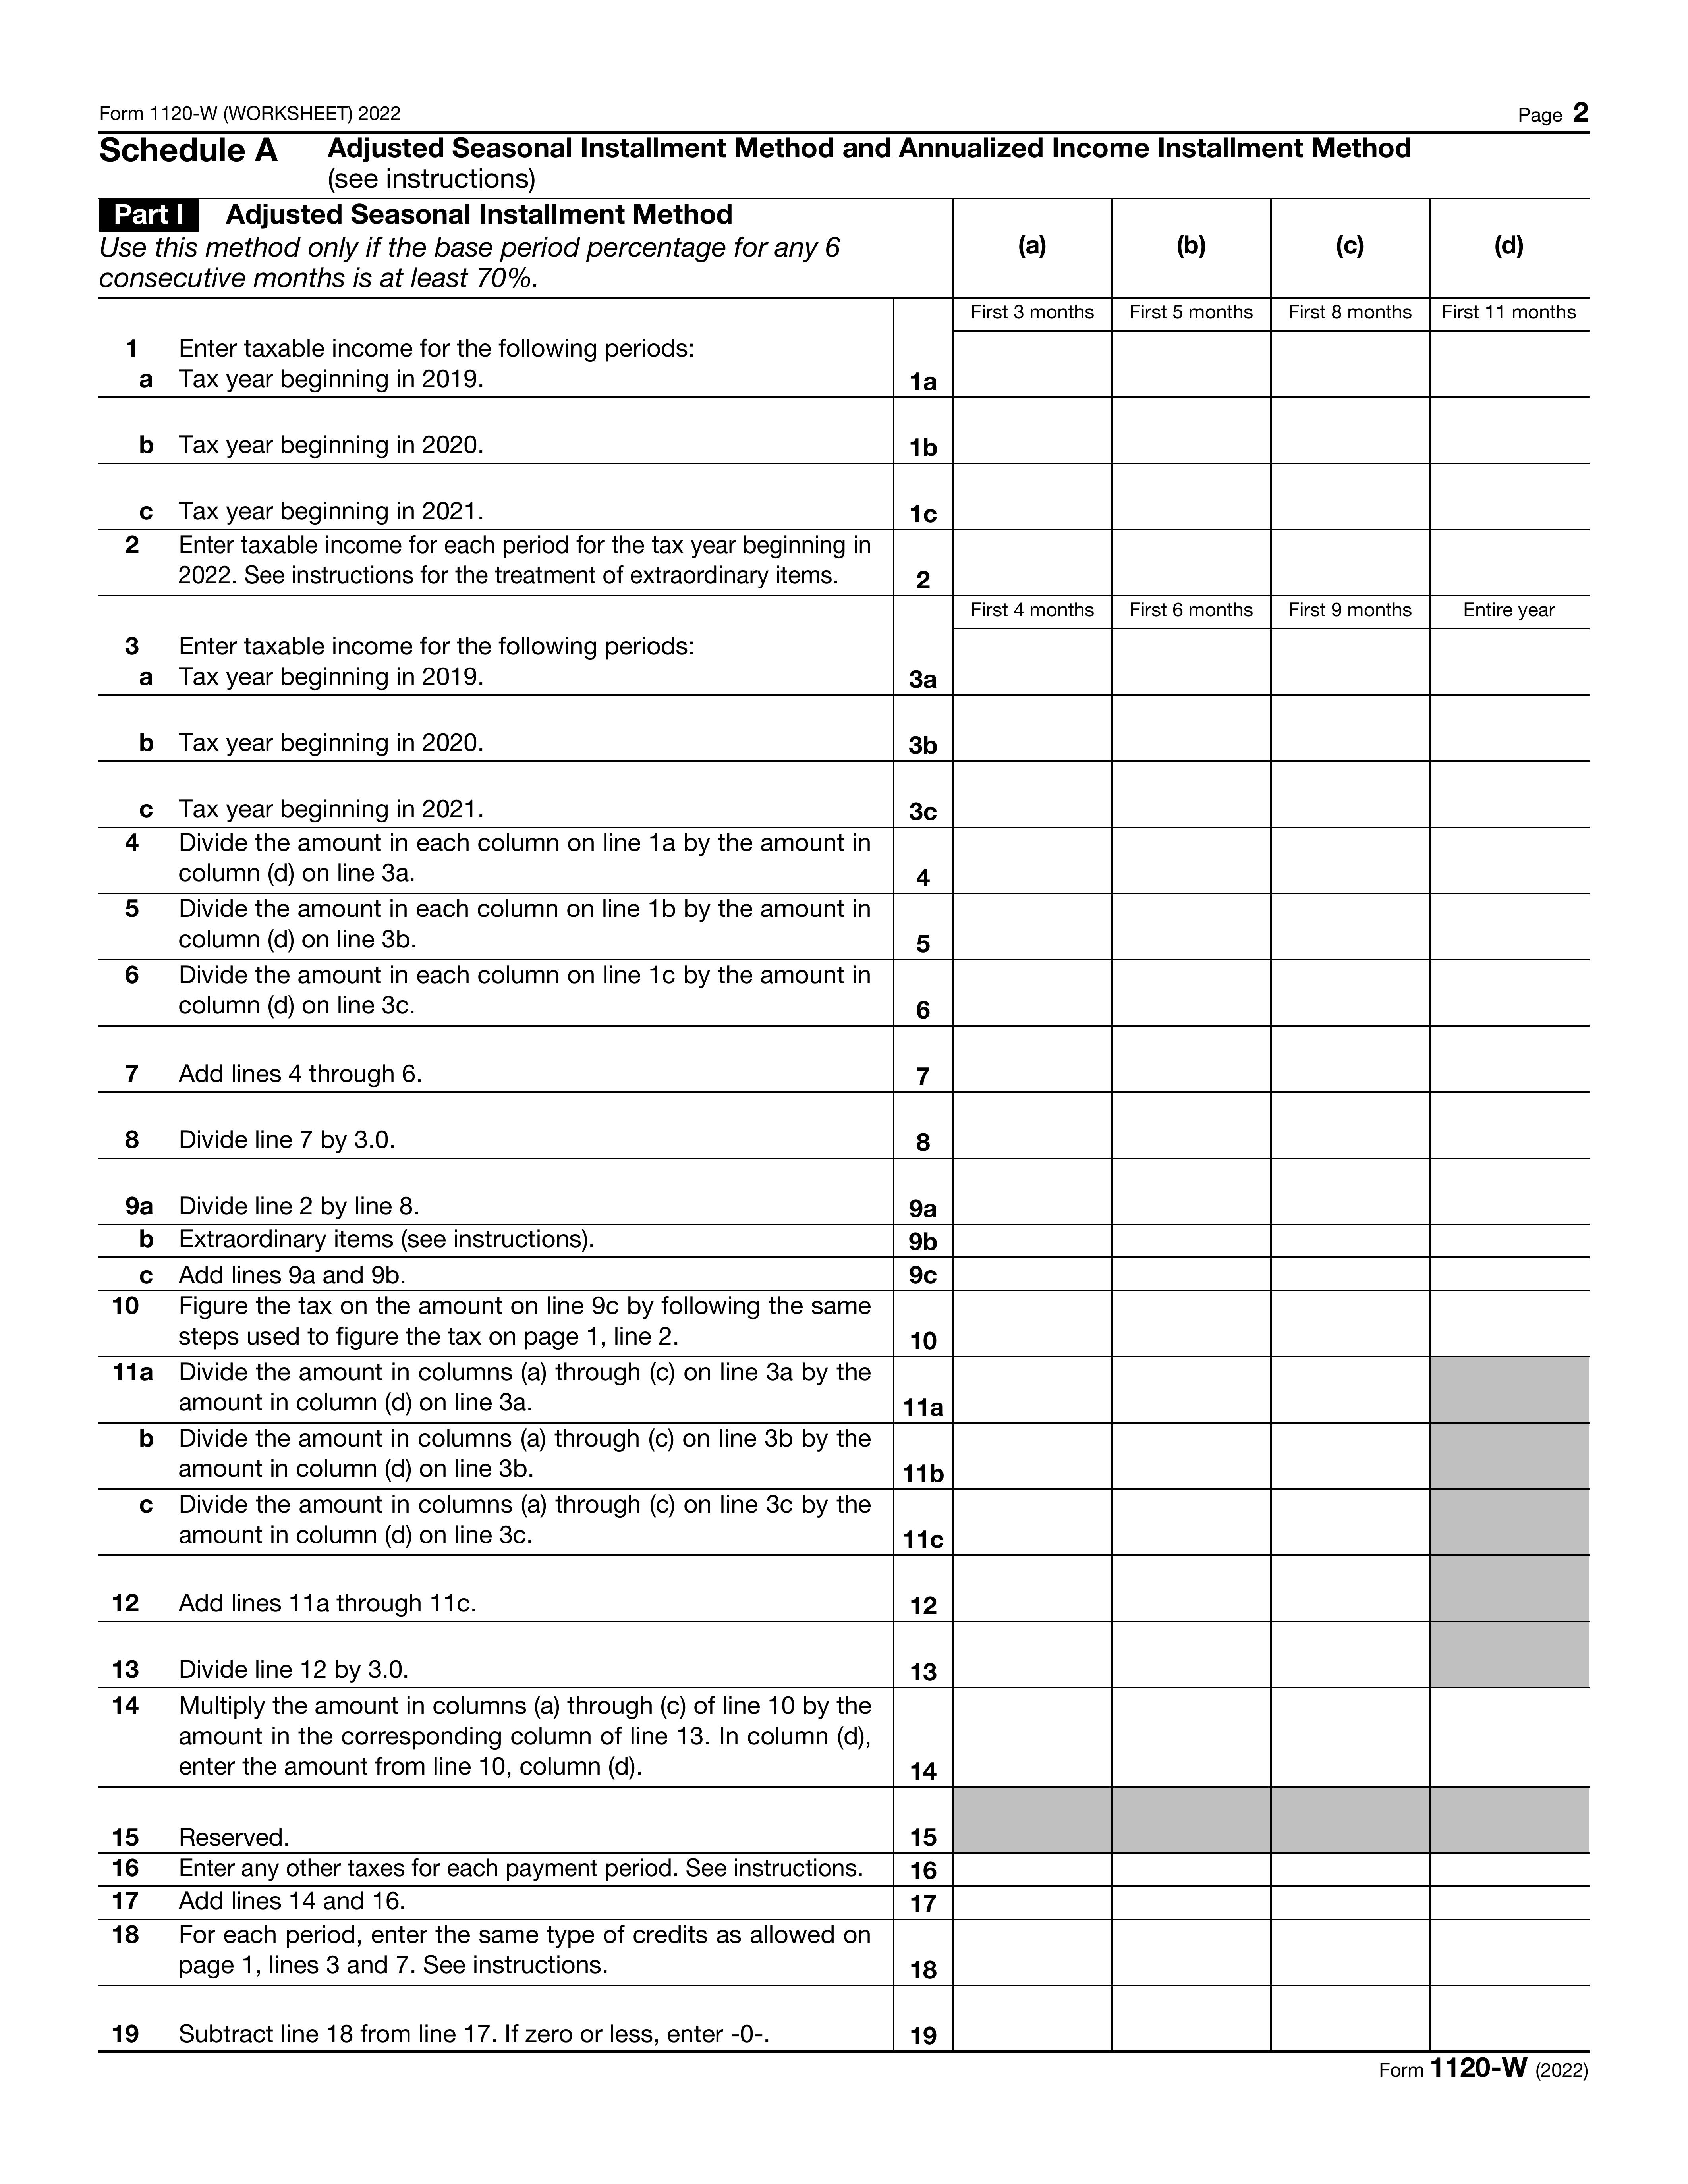 Form 1120-W (WORKSHEET) 2022 Page 2
Schedule A Adjusted Seasonal Installment Method and Annualized Income Installment Method
(see instructions)
Part I Adjusted Seasonal Installment Method
Use this method only if the base period percentage for any 6
consecutive months is at least 70%.
(a) (b) (c) (d)
First 3 months First 5 months First 8 months First 11 months
1 Enter taxable income for the following periods:
a Tax year beginning in 2019. 1a
b Tax year beginning in 2020. 1b
c Tax year beginning in 2021. 1c
2 Enter taxable income for each period for the tax year beginning in
2022. See instructions for the treatment of extraordinary items. 2
First 4 months First 6 months First 9 months Entire year
3 Enter taxable income for the following periods:
a Tax year beginning in 2019. 3a
b Tax year beginning in 2020. 3b
c Tax year beginning in 2021. 3c
4 Divide the amount in each column on line 1a by the amount in
column (d) on line 3a. 4
5 Divide the amount in each column on line 1b by the amount in
column (d) on line 3b. 5
6 Divide the amount in each column on line 1c by the amount in
column (d) on line 3c. 6
7 Add lines 4 through 6. 7
8 Divide line 7 by 3.0. 8
9a Divide line 2 by line 8. 9a
b Extraordinary items (see instructions). 9b
c Add lines 9a and 9b. 9c
10 Figure the tax on the amount on line 9c by following the same
steps used to figure the tax on page 1, line 2. 10
11a Divide the amount in columns (a) through (c) on line 3a by the
amount in column (d) on line 3a. 11a
b Divide the amount in columns (a) through (c) on line 3b by the
amount in column (d) on line 3b. 11b
c Divide the amount in columns (a) through (c) on line 3c by the
amount in column (d) on line 3c. 11c
12 Add lines 11a through 11c. 12
13 Divide line 12 by 3.0. 13
14 Multiply the amount in columns (a) through (c) of line 10 by the
amount in the corresponding column of line 13. In column (d),
enter the amount from line 10, column (d). 14
15 Reserved. 15
16 Enter any other taxes for each payment period. See instructions. 16
17 Add lines 14 and 16. 17
18 For each period, enter the same type of credits as allowed on
page 1, lines 3 and 7. See instructions. 18
19 Subtract line 18 from line 17. If zero or less, enter -0-. 19
Form 1120-W (2022)